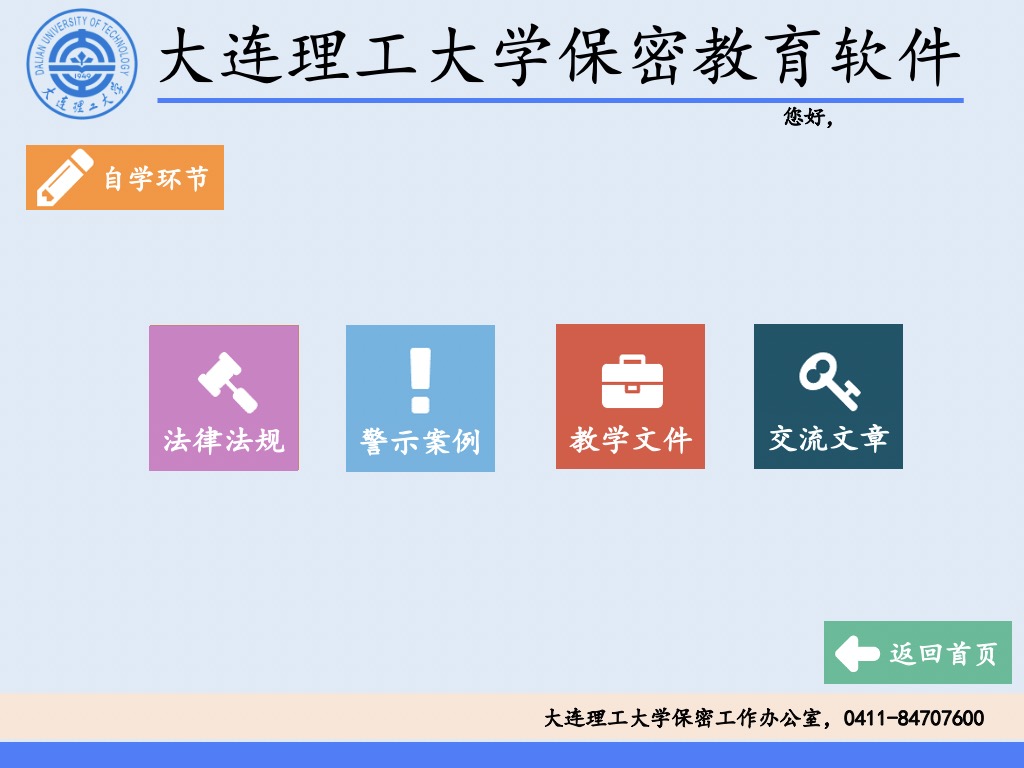 DALIAN UNIVERSITY OF TECHNOLOGY
1949
大连理工大学
大连理工大学保密教育软件
您好，
自学环节
法律法规
警示案例
教学文件
交流文章
返回首页
大连理工大学保密工作办公室，0411-84707600